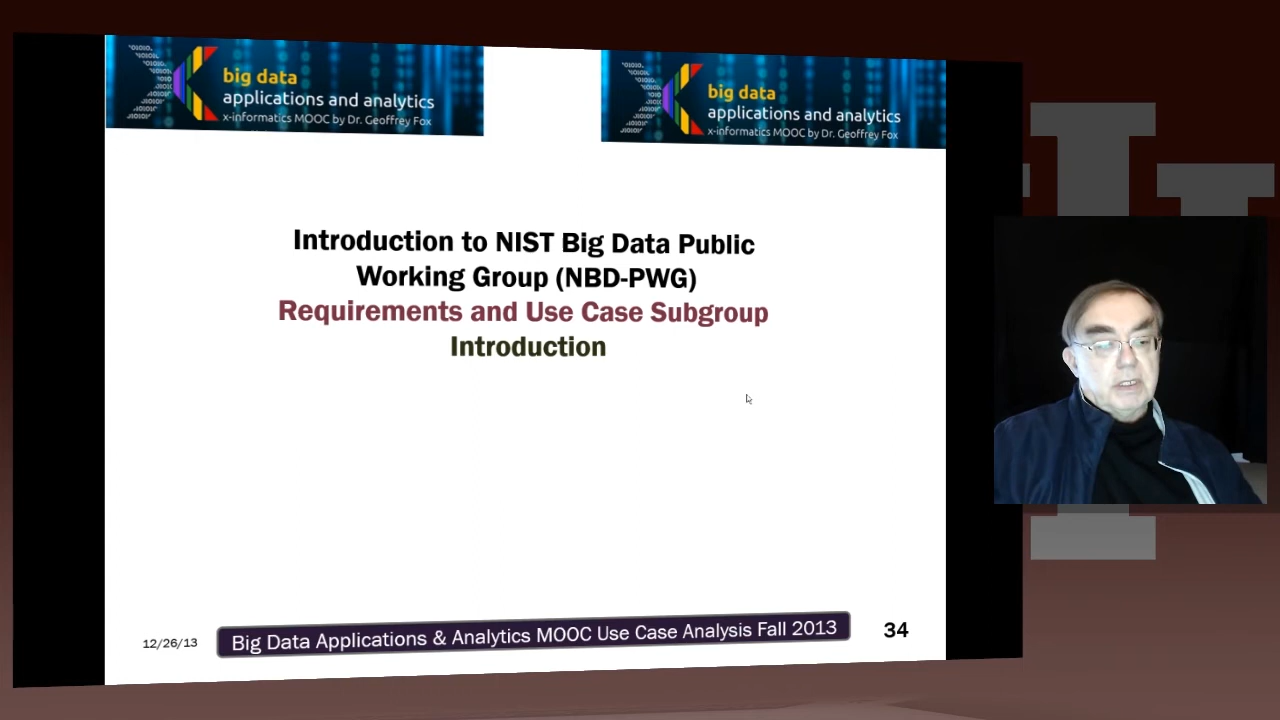 big data
applications and analytics
x-informatics MOOC by Dr. Geoffrey Fox
big data
applications and analytics
x-informatics MOOC by Dr. Geoffrey Fox
Introduction to NIST Big Data Public
Working Group (NBD-PWG)
Requirements and Use Case Subgroup
Introduction
12/26/13
Big Data Applications & Analytics MOOC Use Case Analysis Fall 2013
34